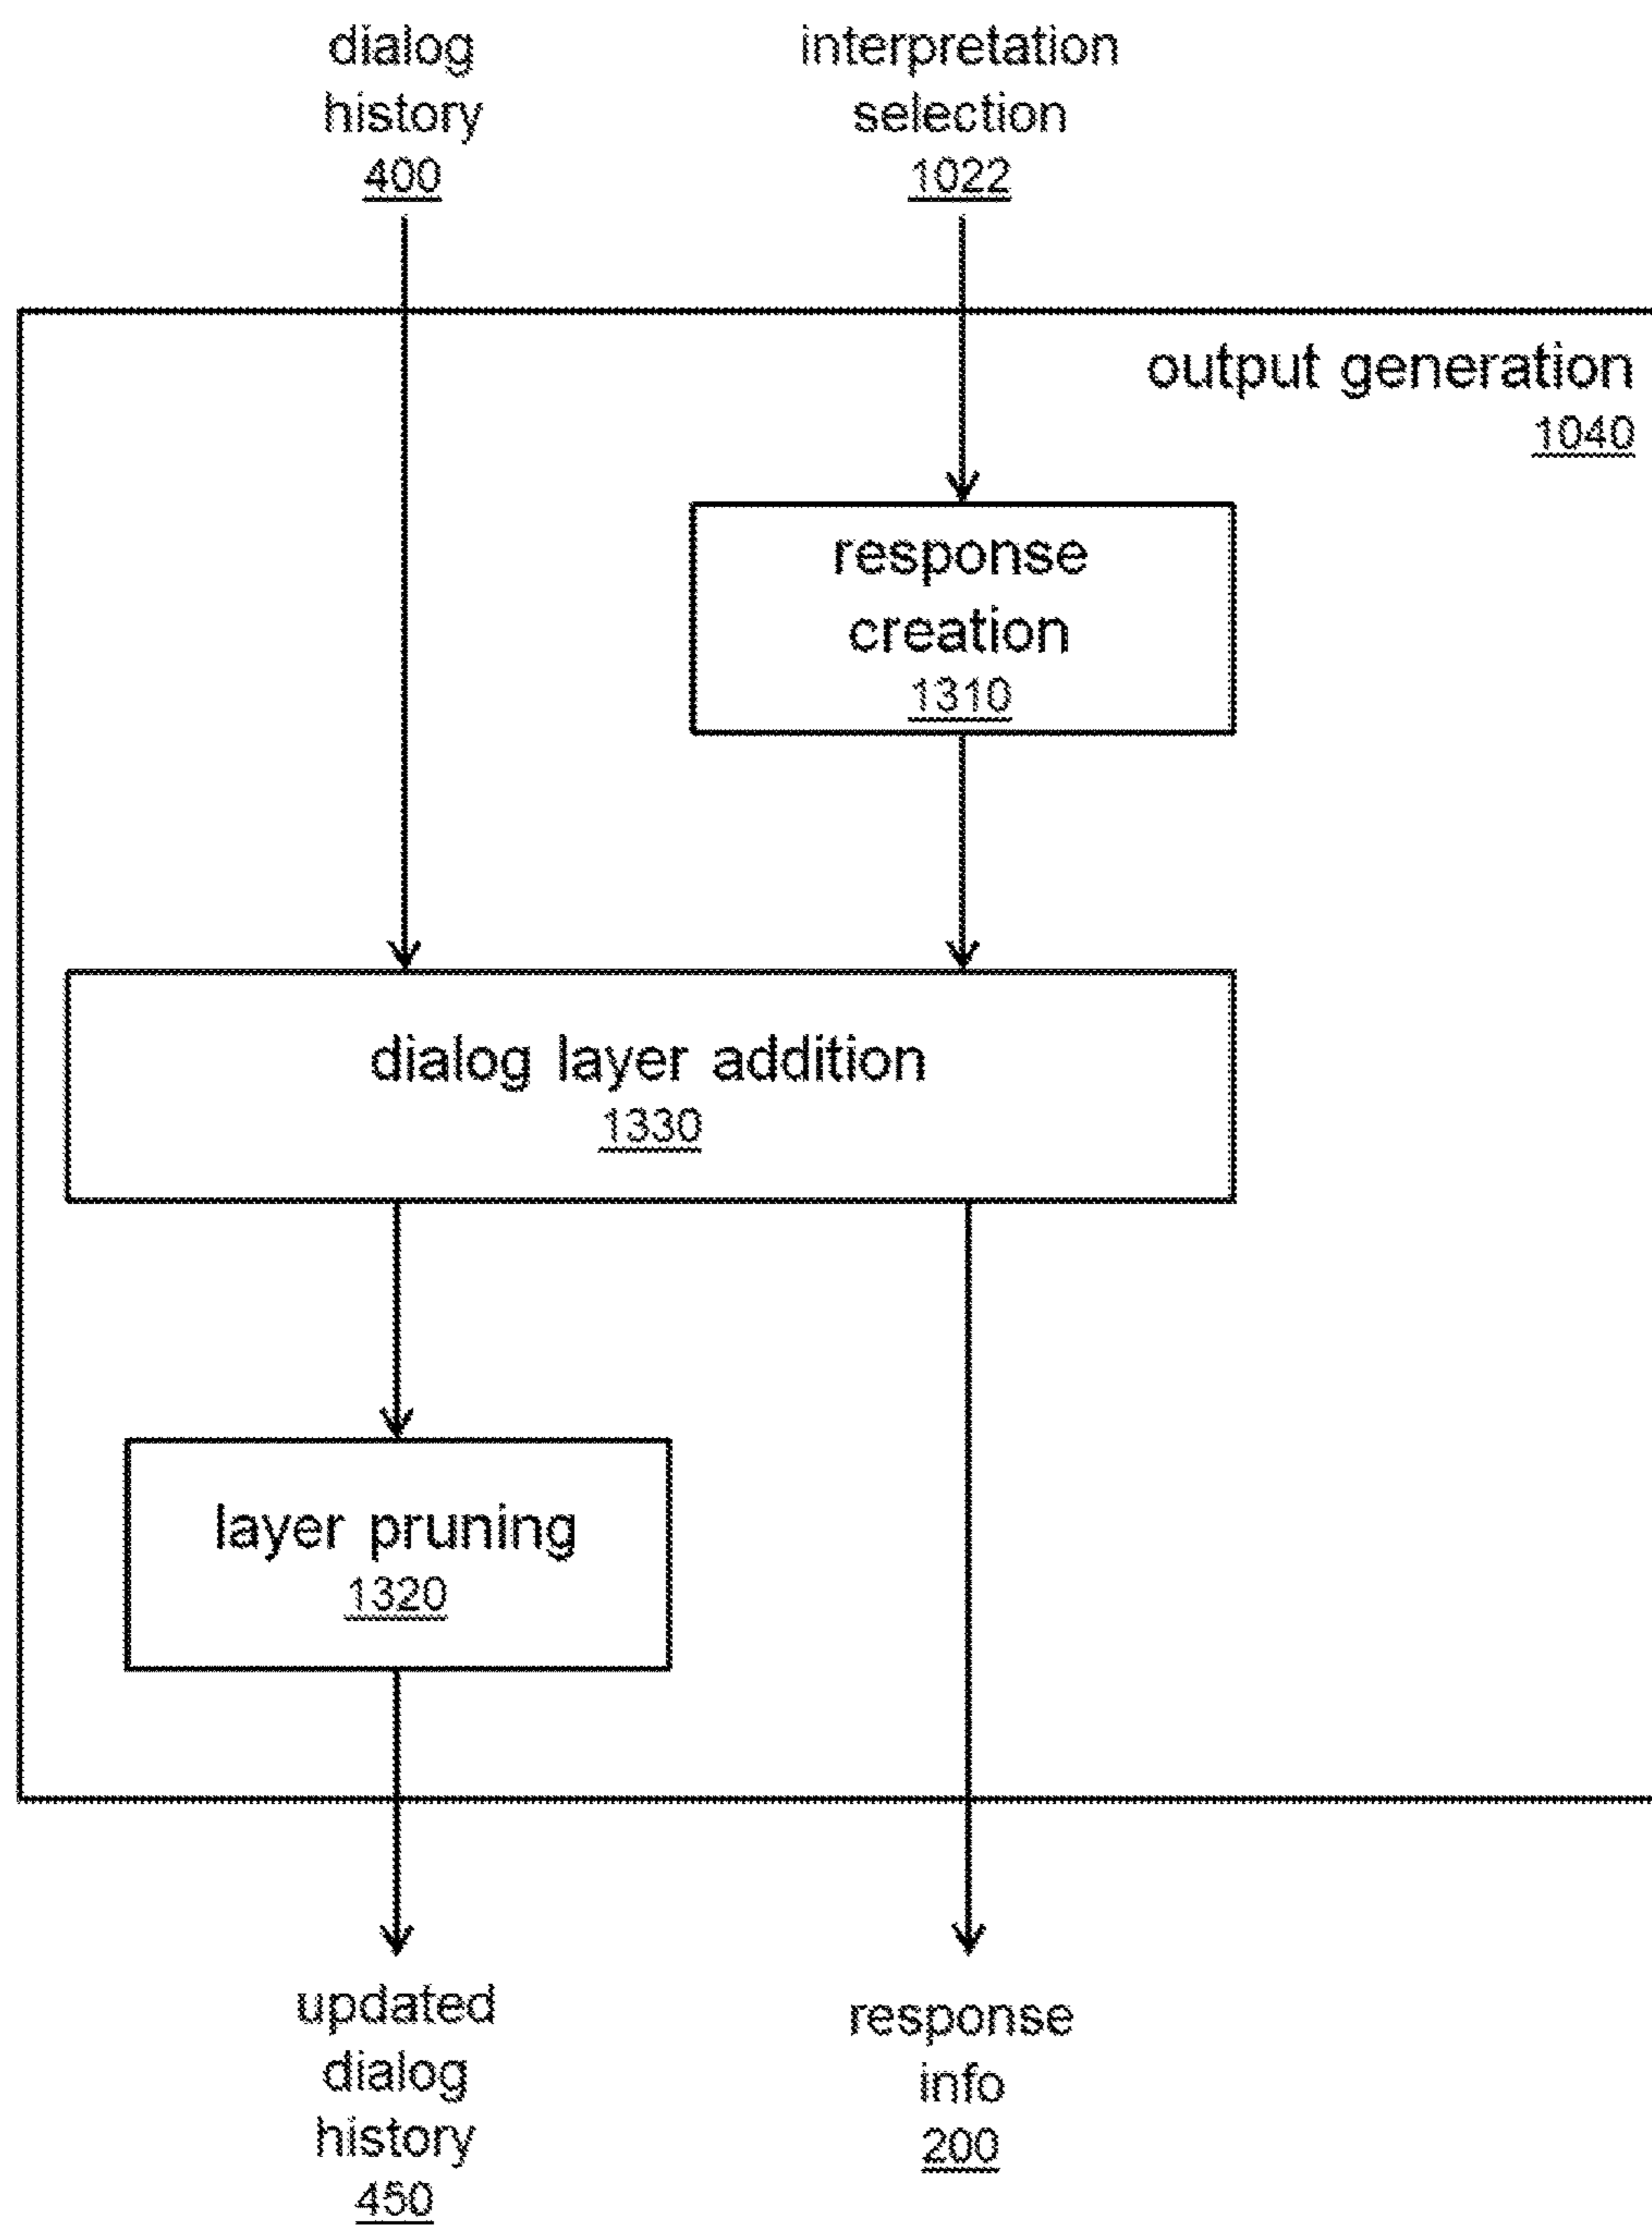 dialog
history
400
interpretation
selection
1022
output generation
1040
response
creation
1310
dialog layer addition
1330
layer pruning
1320
updated
dialog
history
450
response
info
200